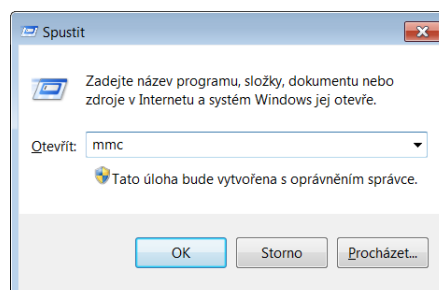 Spustit
Zadejte název programu, složky, dokumentu nebo
zdroje v Internetu a systém Windows jej otevře.
Otevřít: mmc
Tato úloha bude vytvořena s oprávněním správce.
OK Storno Procházet...